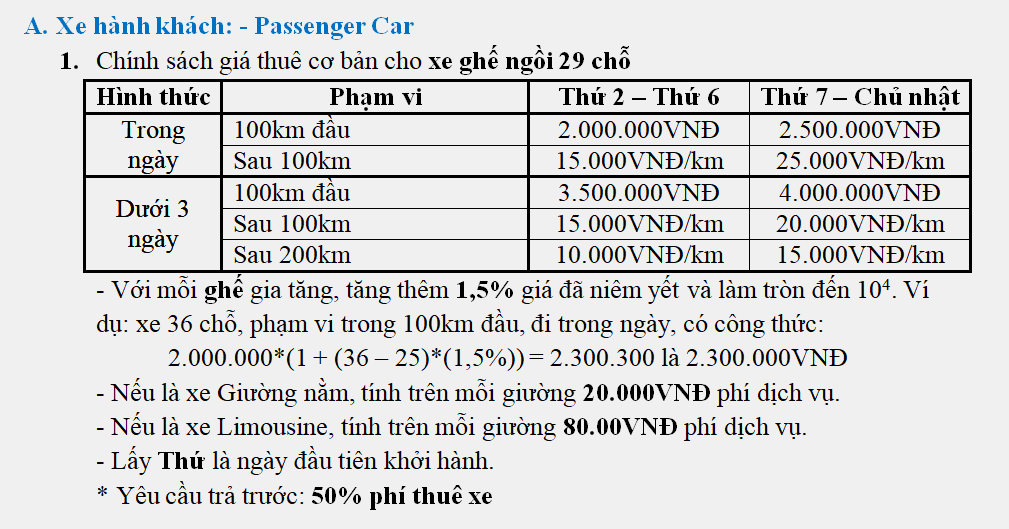 A. Xe hành khách: - Passenger Car
1. Chính sách giá thuê cơ bản cho xe ghế ngồi 29 chỗ
Hình thức Phạm vi Thứ 2 – Thứ 6 Thứ 7 – Chủ nhật
Trong ngày 100km đầu 2.000.000VNĐ 2.500.000VNĐ
Sau 100km 15.000VNĐ/km 25.000VNĐ/km
Dưới 3 ngày 100km đầu 3.500.000VNĐ 4.000.000VNĐ
Sau 100km 15.000VNĐ/km 20.000VNĐ/km
Sau 200km 10.000VNĐ/km 15.000VNĐ/km
- Với mỗi ghế gia tăng, tăng thêm 1,5% giá đã niêm yết và làm tròn đến 10⁴. Ví
dụ: xe 36 chỗ, phạm vi trong 100km đầu, đi trong ngày, có công thức:
2.000.000*(1 + (36 – 25)*(1,5%)) = 2.300.300 là 2.300.000VNĐ
- Nếu là xe Giường nằm, tính trên mỗi giường 20.000VNĐ phí dịch vụ.
- Nếu là xe Limousine, tính trên mỗi giường 80.00VNĐ phí dịch vụ.
- Lấy Thứ là ngày đầu tiên khởi hành.
* Yêu cầu trả trước: 50% phí thuê xe